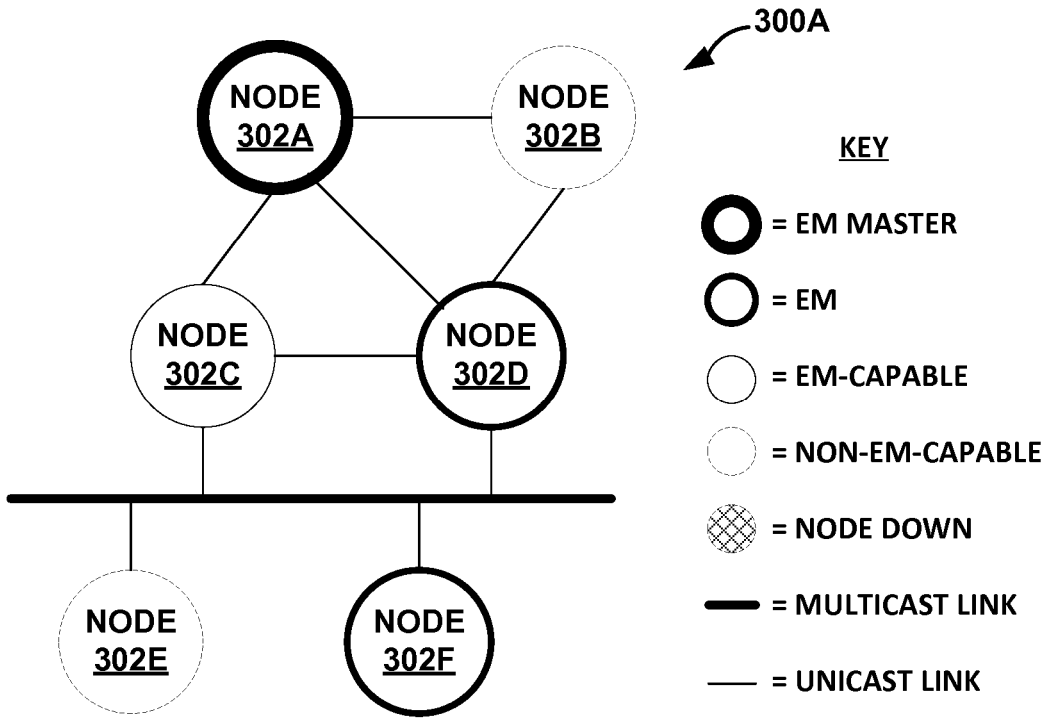 300A
NODE
302A
NODE
302B
KEY
= EM MASTER
= EM
NODE
302C
NODE
302D
= EM-CAPABLE
= NON-EM-CAPABLE
= NODE DOWN
= MULTICAST LINK
NODE
302E
NODE
302F
= UNICAST LINK